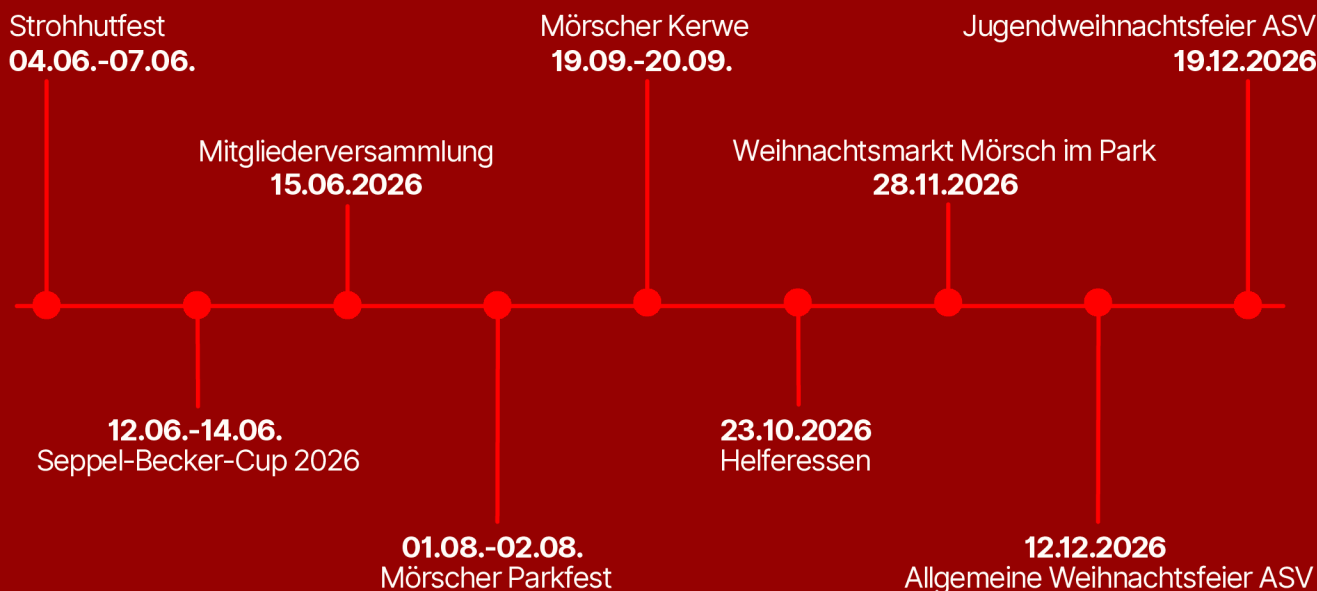 Strohhutfest
04.06.-07.06.
Mörscher Kerwe
19.09.-20.09.
Jugendweihnachtsfeier ASV
19.12.2026
Mitgliederversammlung
15.06.2026
Weihnachtsmarkt Mörsch im Park
28.11.2026
12.06.-14.06.
Seppel-Becker-Cup 2026
23.10.2026
Helferessen
01.08.-02.08.
Mörscher Parkfest
12.12.2026
Allgemeine Weihnachtsfeier ASV